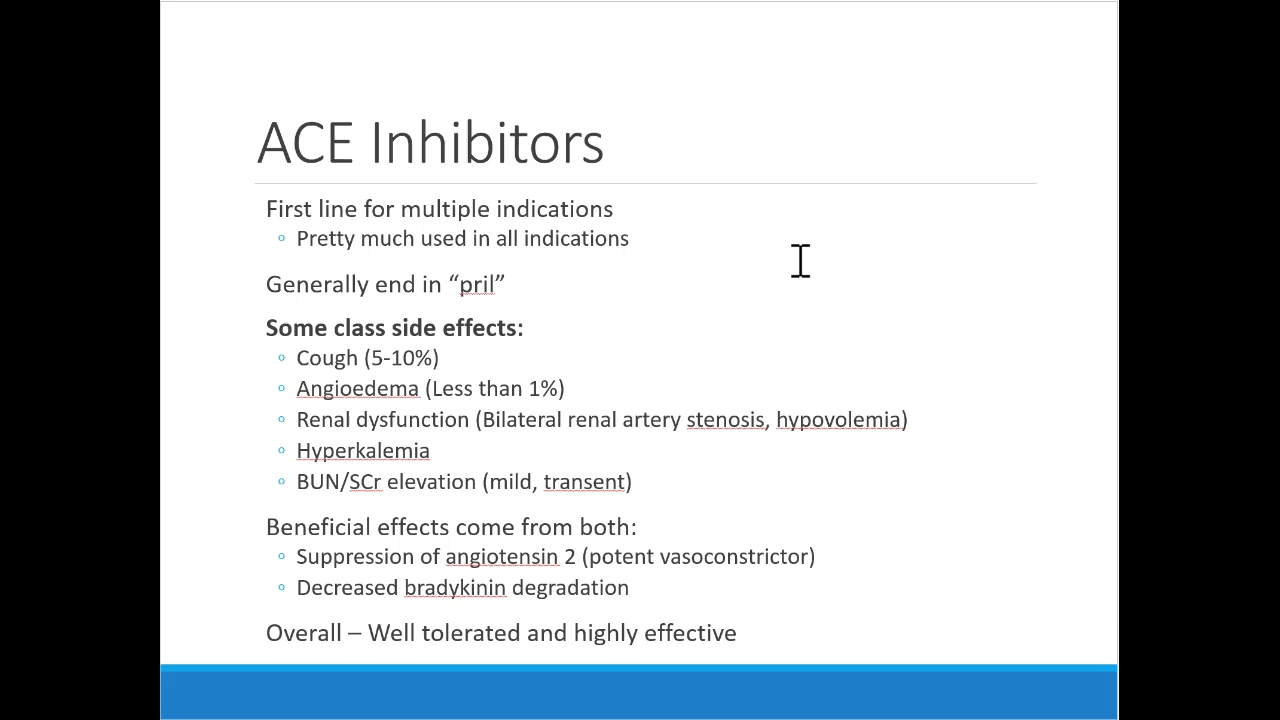 ACE Inhibitors
First line for multiple indications
◦ Pretty much used in all indications
Generally end in “pril”
Some class side effects:
◦ Cough (5-10%)
◦ Angioedema (Less than 1%)
◦ Renal dysfunction (Bilateral renal artery stenosis, hypovolemia)
◦ Hyperkalemia
◦ BUN/SCr elevation (mild, transent)
Beneficial effects come from both:
◦ Suppression of angiotensin 2 (potent vasoconstrictor)
◦ Decreased bradykinin degradation
Overall – Well tolerated and highly effective